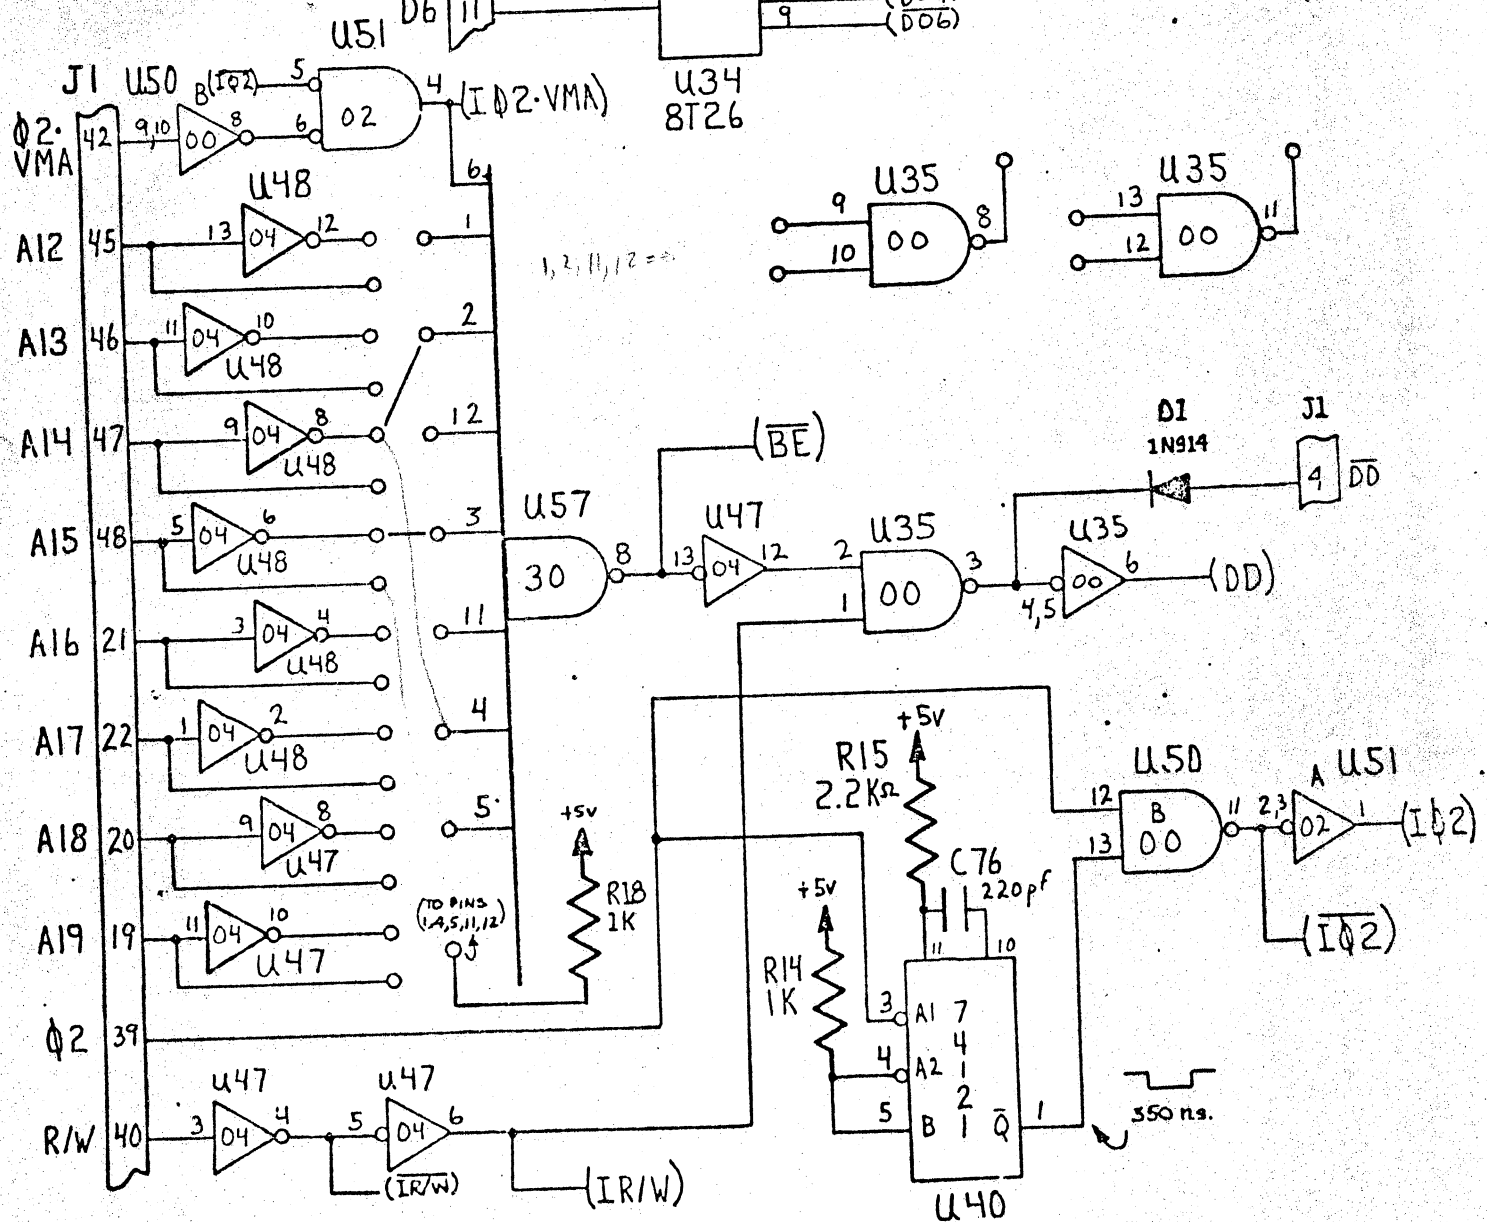 D6 11
9 (D06)
U51
U34
8T26
J1 U50 B(IΦ2) 5 4 (IΦ2·VMA)
02
Φ2·
VMA 42 9,10 00 8 6
6
U48
A12 45 13 04 12 1
1, 2, 11, 12 =
U35
9 8
00
10
U35
13 11
00
12
A13 46 11 04 10 2
U48
A14 47 9 04 8 12
U48
(BE)
D1
1N914
J1
4 DD
A15 48 5 04 6 3
U48
U57
30 8
U47
13 04 12
U35
2 3
00
1
U35
00 6 (DD)
4,5
A16 21 3 04 4 11
U48
A17 22 1 04 2 4
U48
A18 20 9 04 8 5
U47
+5v
R18
1K
(TO PINS
1,4,5,11,12)
A19 19 11 04 10
U47
+5v
R15
2.2KΩ
C76
220pf
+5v
R14
1K
11 10
U50
12 B 11
13 00
A U51
2,3 02 1 (IΦ2)
(IΦ2)
Φ2 39
3 A1 7
4
4 A2 1
2
5 B 1 Q 1
U40
350 ns.
U47 U47
R/W 40 3 04 4 5 04 6
(IR/W) (IR/W)